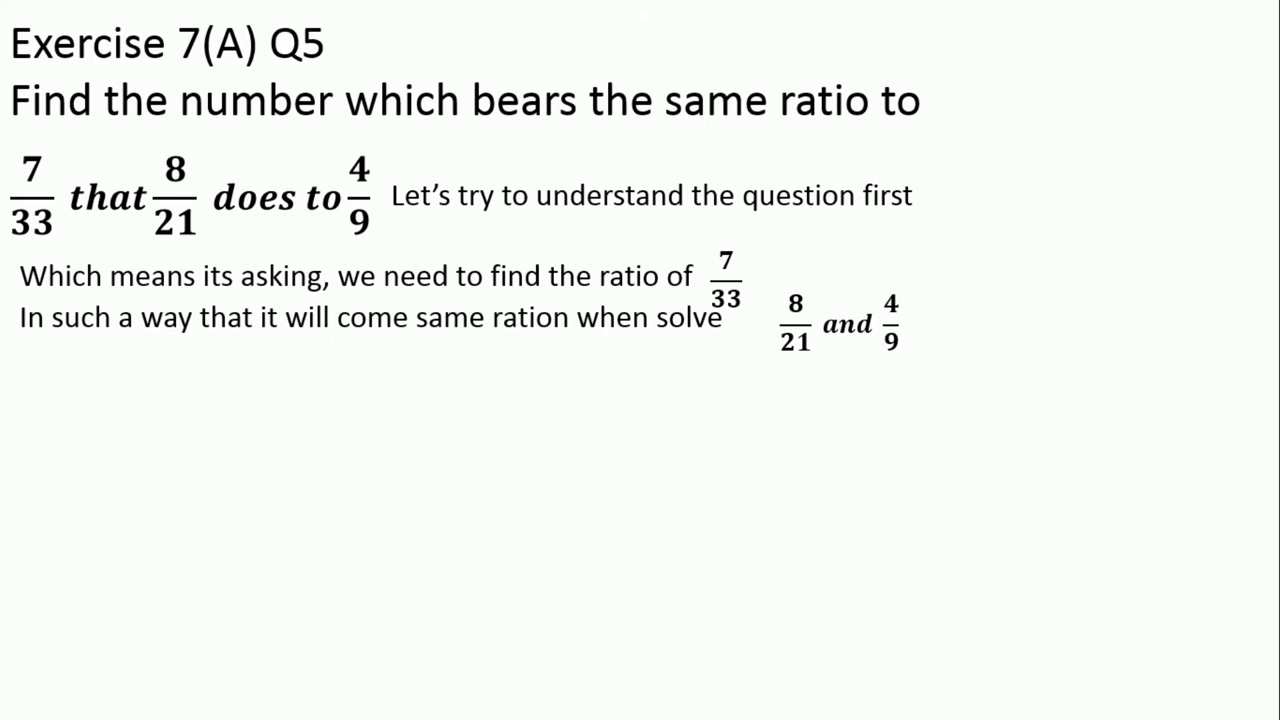 Exercise 7(A) Q5
Find the number which bears the same ratio to
7/33 that 8/21 does to 4/9 Let's try to understand the question first
Which means its asking, we need to find the ratio of 7/33
In such a way that it will come same ration when solve 8/21 and 4/9